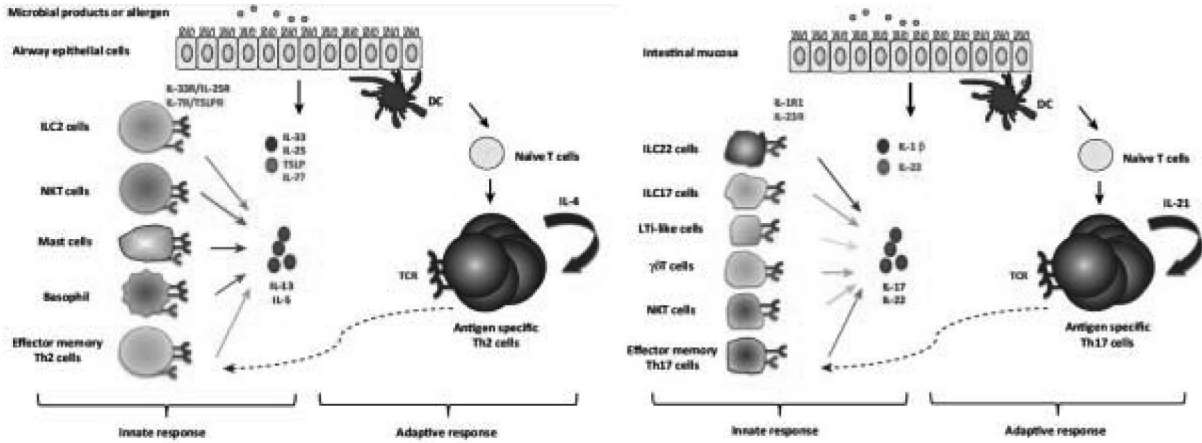 Microbial products or allergen
Airway epithelial cells
IL-33R/IL-25R
IL-7R/TSLPR
DC
ILC2 cells
IL-33
IL-25
TSLP
IL-7?
Naïve T cells
NKT cells
IL-4
Mast cells
TCR
Basophil
IL-13
IL-5
Antigen specific
Th2 cells
Effector memory
Th2 cells
Innate response
Adaptive response
Intestinal mucosa
DC
IL-1R1
IL-23R
ILC22 cells
IL-1 β
IL-23
Naïve T cells
ILC17 cells
IL-21
LTi-like cells
γδT cells
TCR
IL-17
IL-22
NKT cells
Antigen specific
Th17 cells
Effector memory
Th17 cells
Innate response
Adaptive response